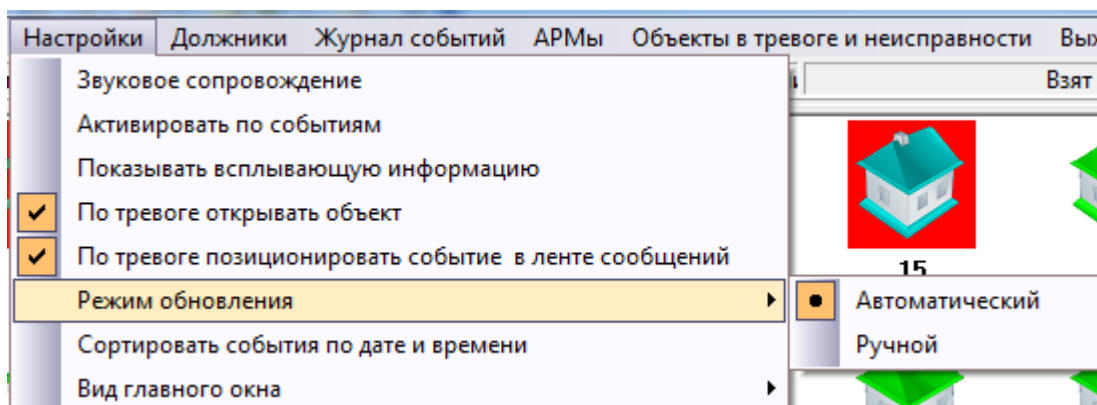 Настройки Должники Журнал событий АРМы Объекты в тревоге и неисправности
Взят
Звуковое сопровождение
Активировать по событиям
Показывать всплывающую информацию
По тревоге открывать объект
По тревоге позиционировать событие в ленте сообщений
15
Режим обновления
Автоматический
Ручной
Сортировать события по дате и времени
Вид главного окна